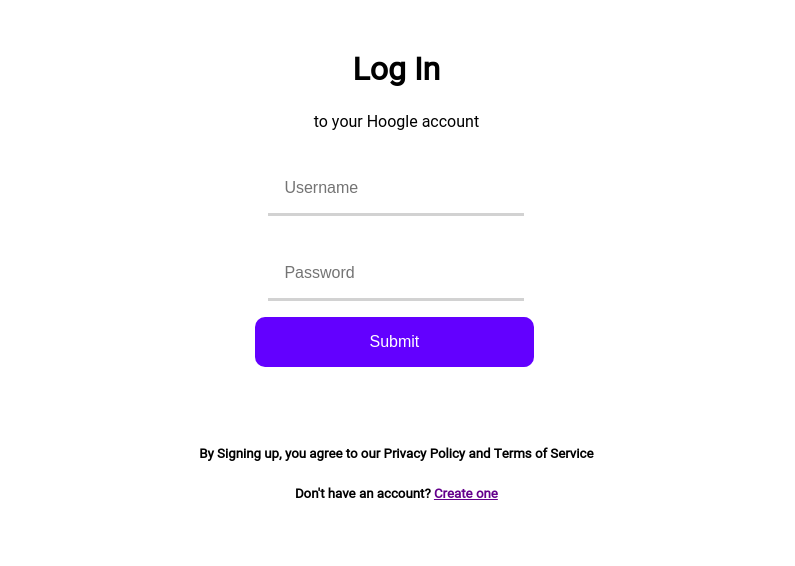 Log In
to your Hoogle account
Username
Password
Submit
By Signing up, you agree to our Privacy Policy and Terms of Service
Don't have an account? Create one